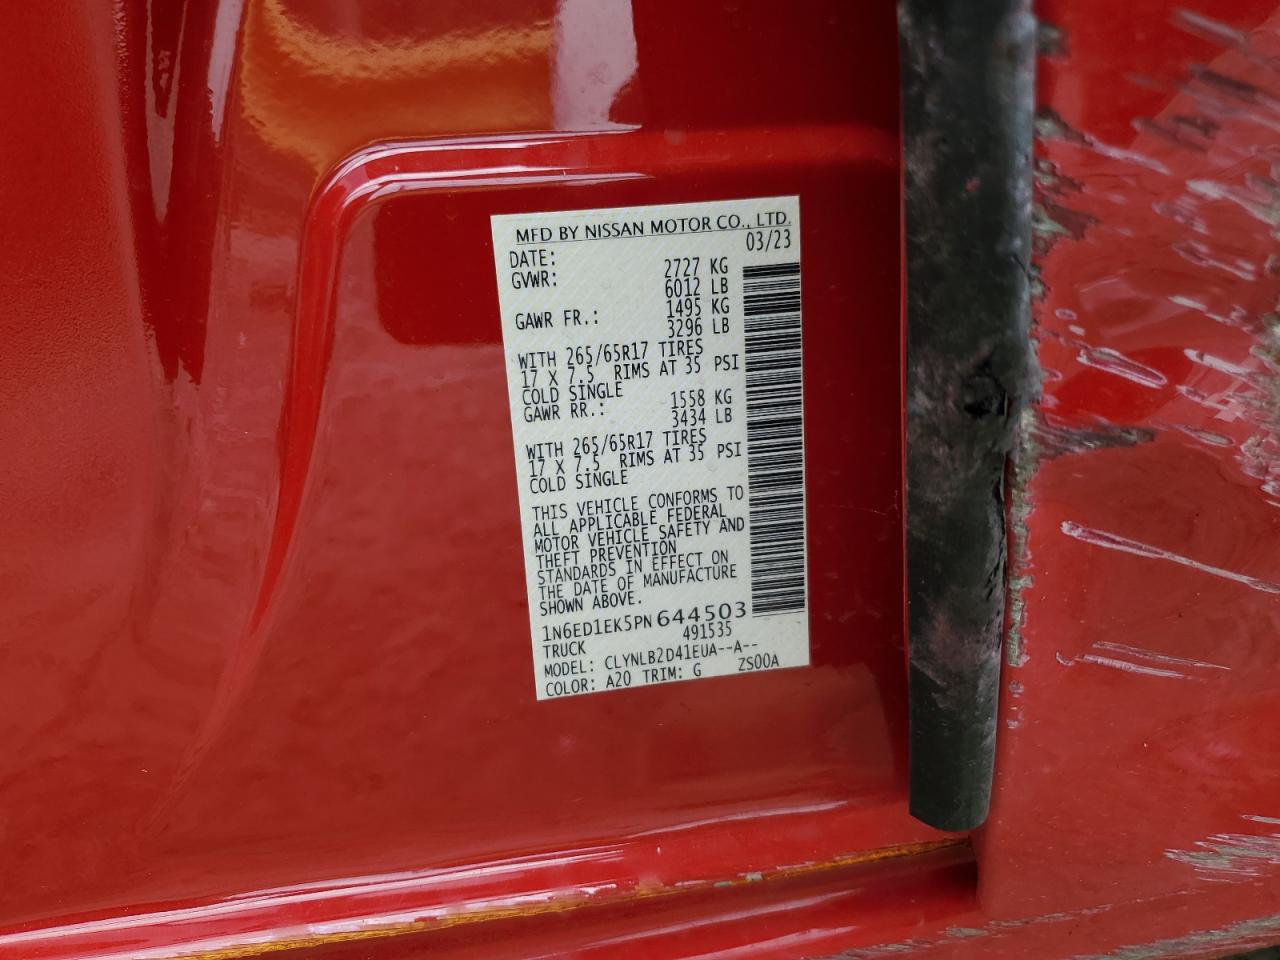 MFD BY NISSAN MOTOR CO., LTD.
DATE: 03/23
GVWR: 2727 KG
6012 LB
GAWR FR.: 1495 KG
3296 LB
WITH 265/65R17 TIRES
17 X 7.5 RIMS AT 35 PSI
COLD SINGLE
GAWR RR.: 1558 KG
3434 LB
WITH 265/65R17 TIRES
17 X 7.5 RIMS AT 35 PSI
COLD SINGLE
THIS VEHICLE CONFORMS TO
ALL APPLICABLE FEDERAL
MOTOR VEHICLE SAFETY AND
THEFT PREVENTION
STANDARDS IN EFFECT ON
THE DATE OF MANUFACTURE
SHOWN ABOVE.
1N6ED1EK5PN644503
TRUCK 491535
MODEL: CLYNLB2D41EUA--A--
COLOR: A20 TRIM: G ZS00A